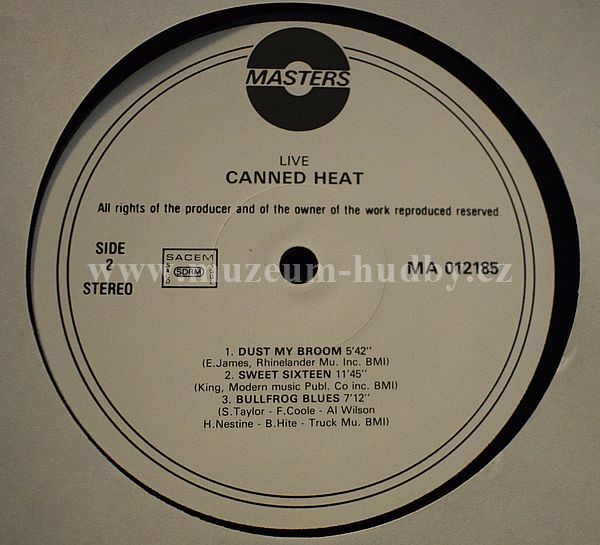 MASTERS
LIVE
CANNED HEAT
All rights of the producer and of the owner of the work reproduced reserved
SIDE
2
STEREO
SACEM
SDRM
MA 012185
www.muzeum-hudby.cz
1. DUST MY BROOM 5'42''
(E.James, Rhinelander Mu. Inc. BMI)
2. SWEET SIXTEEN 11'45''
(King, Modern music Publ. Co inc. BMI)
3. BULLFROG BLUES 7'12''
(S.Taylor - F.Coole - Al Wilson
H.Nestine - B.Hite - Truck Mu. BMI)